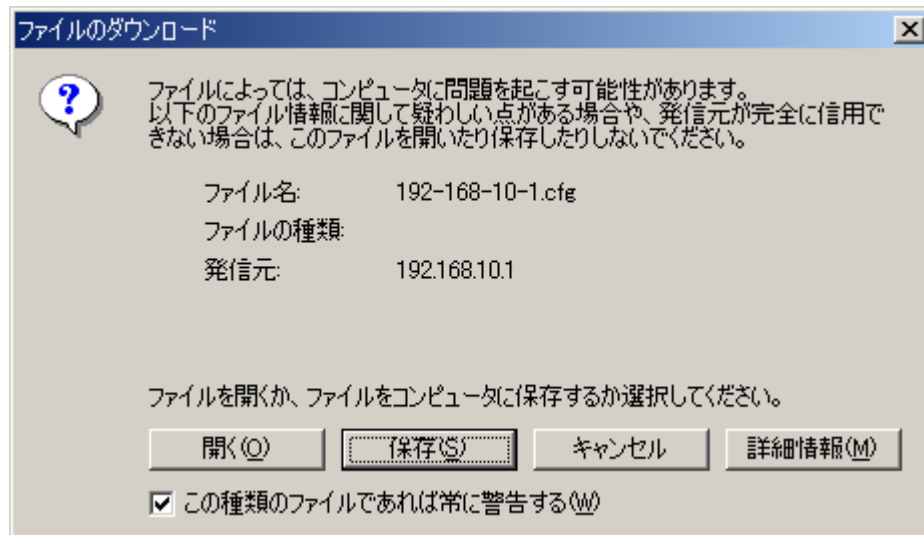 ファイルのダウンロード
ファイルによっては、コンピュータに問題を起こす可能性があります。
以下のファイル情報に関して疑わしい点がある場合や、発信元が完全に信用で
きない場合は、このファイルを開いたり保存したりしないでください。
ファイル名: 192-168-10-1.cfg
ファイルの種類:
発信元: 192.168.10.1
ファイルを開くか、ファイルをコンピュータに保存するか選択してください。
開く(O) 保存(S) キャンセル 詳細情報(M)
この種類のファイルであれば常に警告する(W)